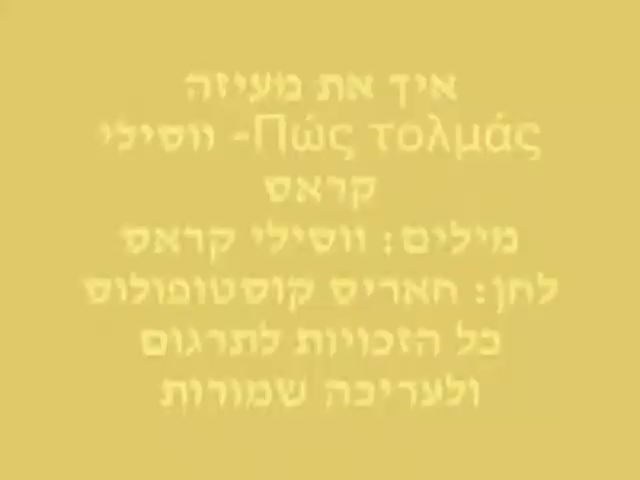 איך את מעיזה
Πώς τολμάς- ווסילי
קראס
מילים: ווסילי קראס
לחן: חאריס קוסטופולוס
כל הזכויות לתרגום
ולעריכה שמורות